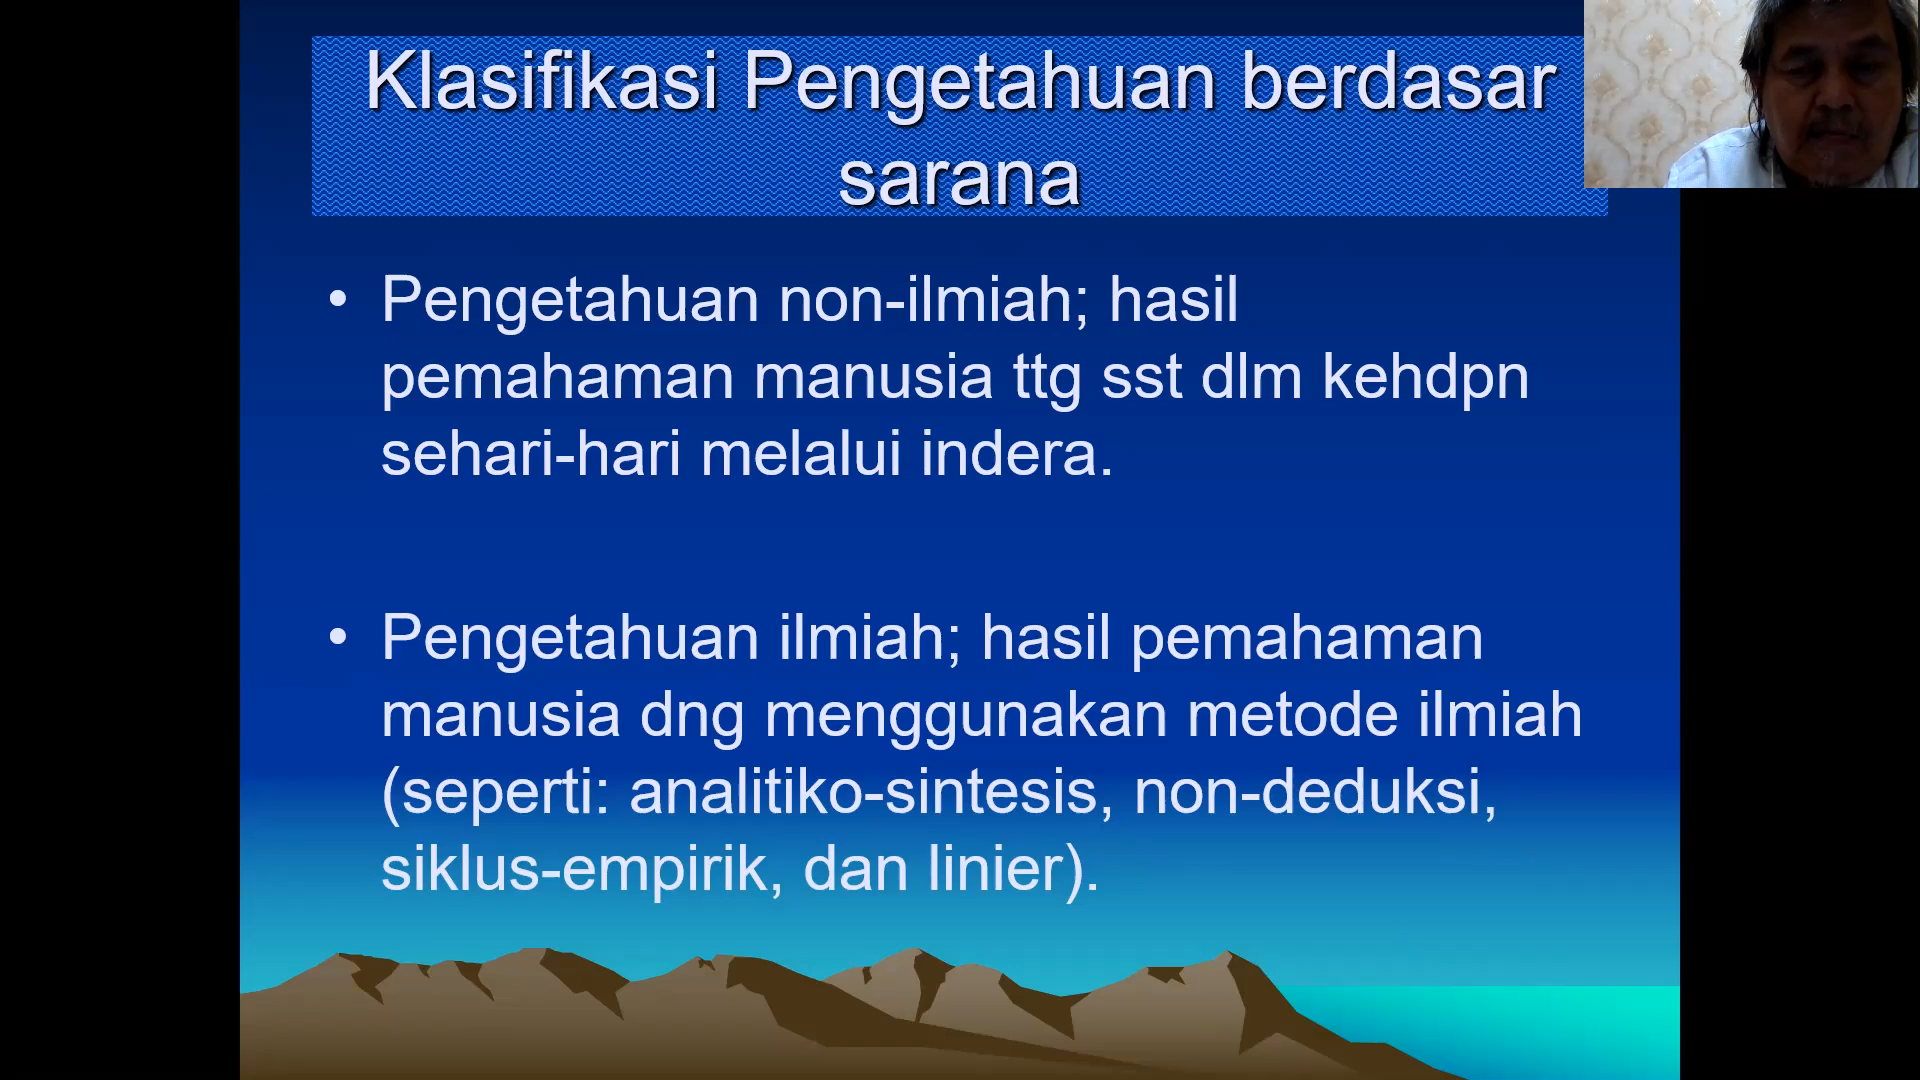 Klasifikasi Pengetahuan berdasar
sarana
• Pengetahuan non-ilmiah; hasil
pemahaman manusia ttg sst dlm kehdpn
sehari-hari melalui indera.
• Pengetahuan ilmiah; hasil pemahaman
manusia dng menggunakan metode ilmiah
(seperti: analitiko-sintesis, non-deduksi,
siklus-empirik, dan linier).